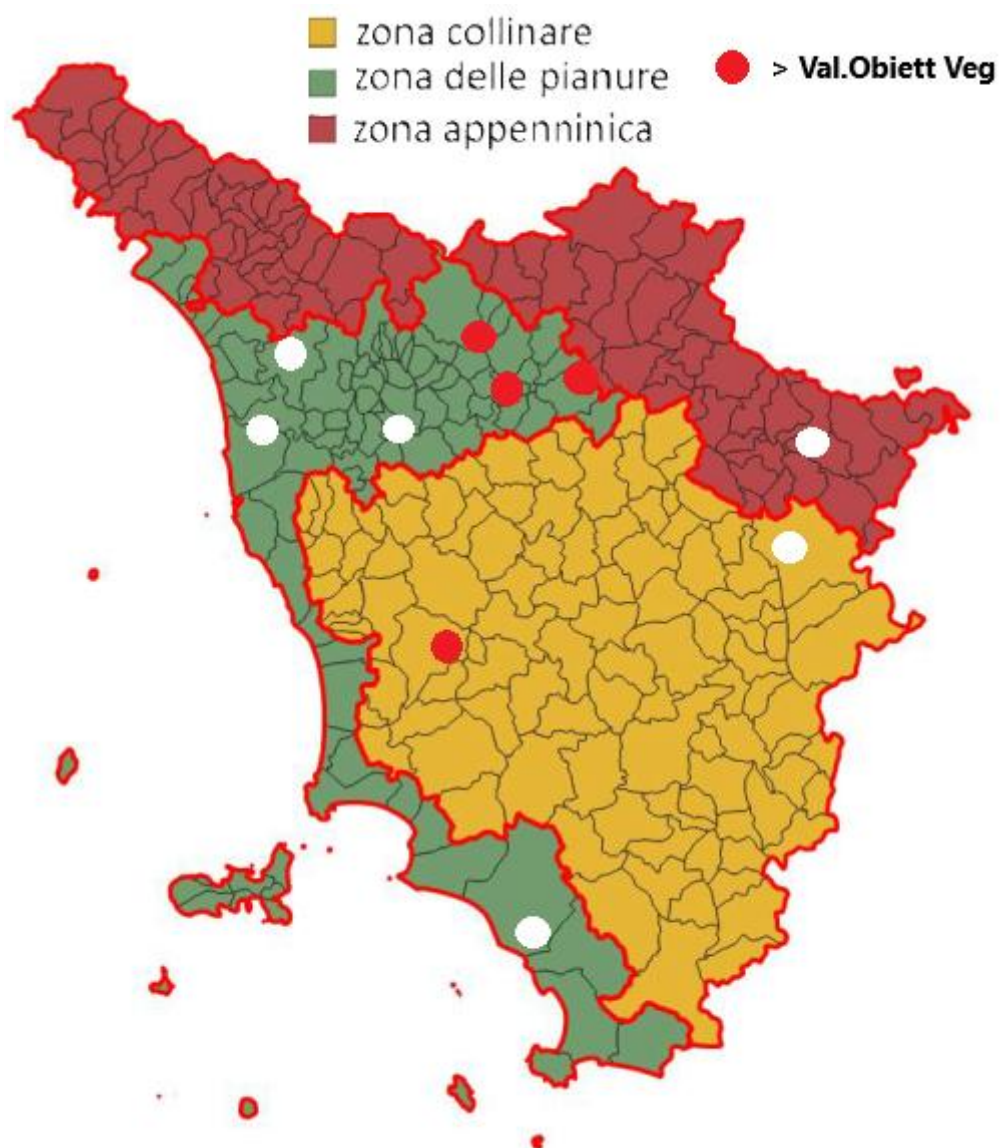 zona collinare
zona delle pianure
zona appenninica
> Val.Obiett Veg